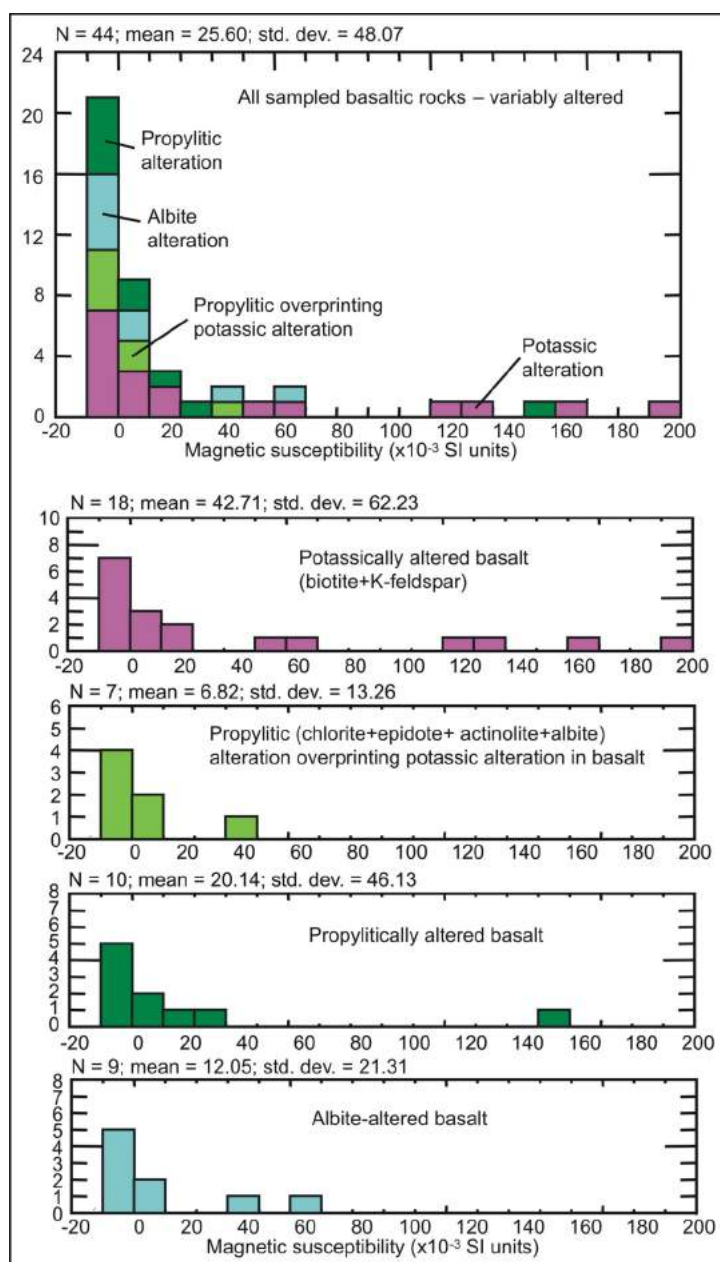 N = 44; mean = 25.60; std. dev. = 48.07
24
20
16
12
8
4
0
All sampled basaltic rocks – variably altered
Propylitic
alteration
Albite
alteration
Propylitic overprinting
potassic alteration
Potassic
alteration
-20 0 20 40 60 80 100 120 140 160 180 200
Magnetic susceptibility (x10-3 SI units)
N = 18; mean = 42.71; std. dev. = 62.23
10
8
6
4
2
0
Potassically altered basalt
(biotite+K-feldspar)
-20 0 20 40 60 80 100 120 140 160 180 200
N = 7; mean = 6.82; std. dev. = 13.26
6
5
4
3
2
1
0
Propylitic (chlorite+epidote+ actinolite+albite)
alteration overprinting potassic alteration in basalt
-20 0 20 40 60 80 100 120 140 160 180 200
N = 10; mean = 20.14; std. dev. = 46.13
8
7
6
5
4
3
2
1
0
Propylitically altered basalt
-20 0 20 40 60 80 100 120 140 160 180 200
N = 9; mean = 12.05; std. dev. = 21.31
8
7
6
5
4
3
2
1
0
Albite-altered basalt
-20 0 20 40 60 80 100 120 140 160 180 200
Magnetic susceptibility (x10-3 SI units)